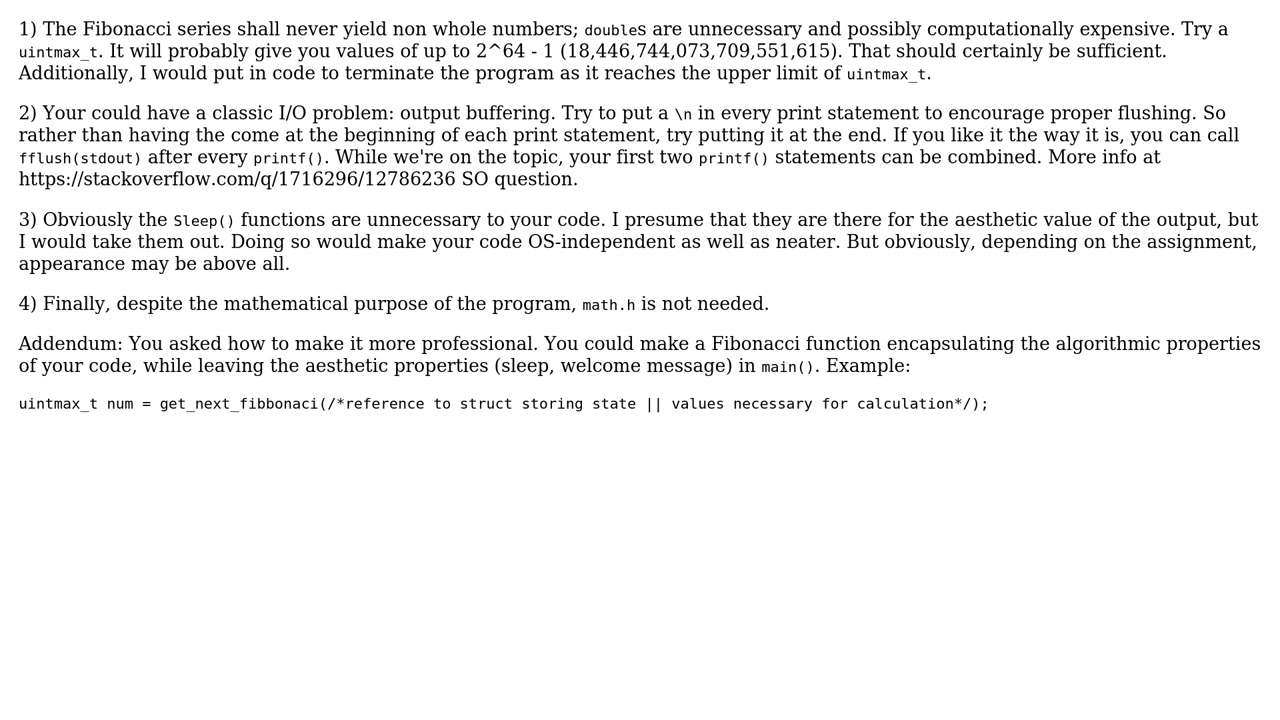 1) The Fibonacci series shall never yield non whole numbers; doubles are unnecessary and possibly computationally expensive. Try a
uintmax_t. It will probably give you values of up to 2^64 - 1 (18,446,744,073,709,551,615). That should certainly be sufficient.
Additionally, I would put in code to terminate the program as it reaches the upper limit of uintmax_t.
2) Your could have a classic I/O problem: output buffering. Try to put a \n in every print statement to encourage proper flushing. So
rather than having the come at the beginning of each print statement, try putting it at the end. If you like it the way it is, you can call
fflush(stdout) after every printf(). While we're on the topic, your first two printf() statements can be combined. More info at
https://stackoverflow.com/q/1716296/12786236 SO question.
3) Obviously the Sleep() functions are unnecessary to your code. I presume that they are there for the aesthetic value of the output, but
I would take them out. Doing so would make your code OS-independent as well as neater. But obviously, depending on the assignment,
appearance may be above all.
4) Finally, despite the mathematical purpose of the program, math.h is not needed.
Addendum: You asked how to make it more professional. You could make a Fibonacci function encapsulating the algorithmic properties
of your code, while leaving the aesthetic properties (sleep, welcome message) in main(). Example:
uintmax_t num = get_next_fibbonaci(/*reference to struct storing state || values necessary for calculation*/);